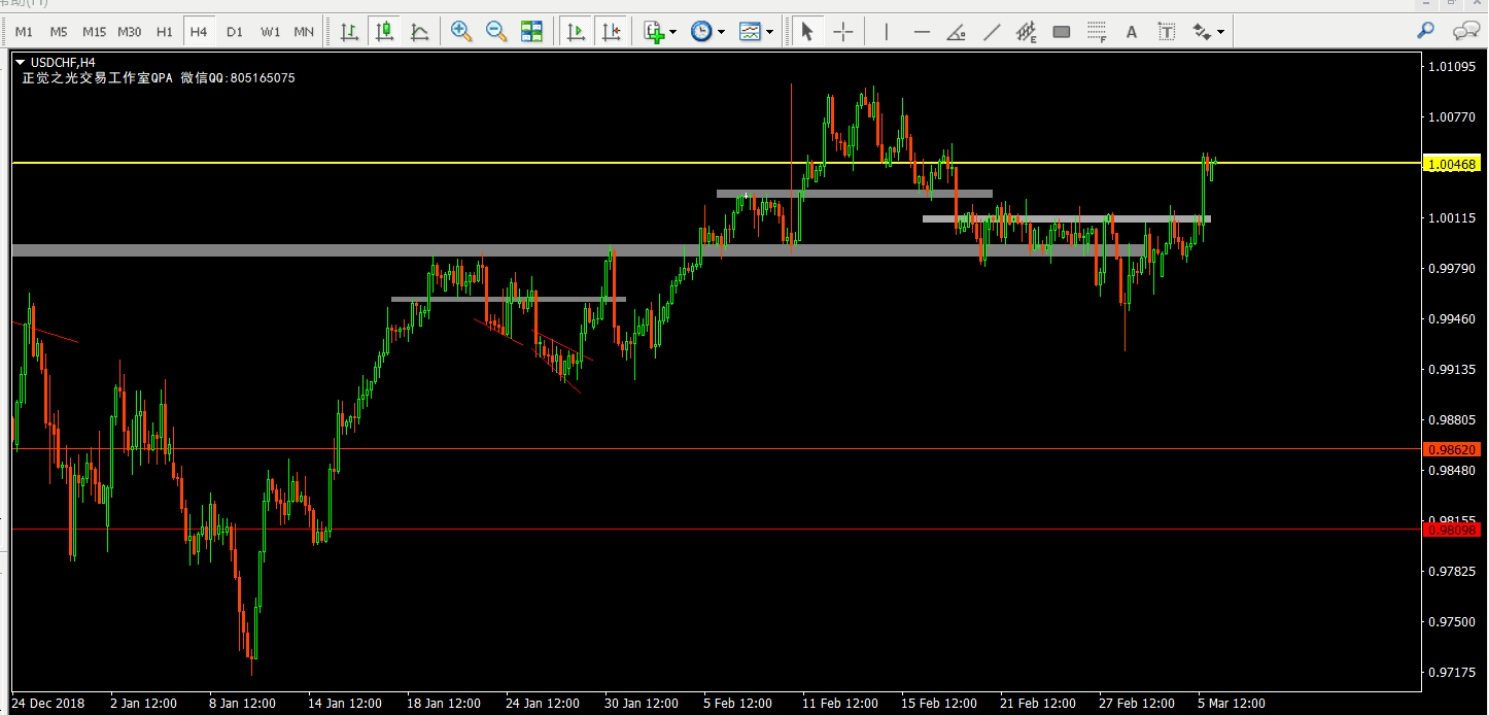 M1 M5 M15 M30 H1 H4 D1 W1 MN
E
F
A
T
USDCHF,H4
正觉之光交易工作室QPA 微信QQ:805165075
1.01095
1.00770
1.00468
1.00115
0.99790
0.99460
0.99135
0.98805
0.98620
0.98480
0.98155
0.98098
0.97825
0.97500
0.97175
24 Dec 2018 2 Jan 12:00 8 Jan 12:00 14 Jan 12:00 18 Jan 12:00 24 Jan 12:00 30 Jan 12:00 5 Feb 12:00 11 Feb 12:00 15 Feb 12:00 21 Feb 12:00 27 Feb 12:00 5 Mar 12:00